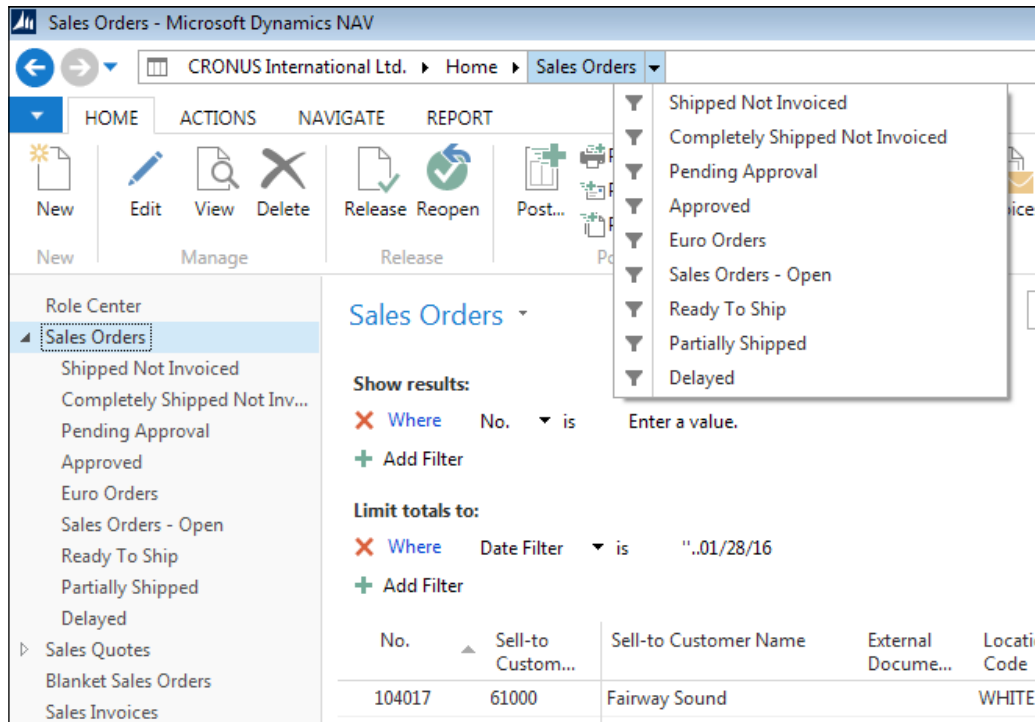 Sales Orders - Microsoft Dynamics NAV
CRONUS International Ltd. Home Sales Orders
HOME ACTIONS NAVIGATE REPORT
New Edit View Delete Release Reopen Post...
New Manage Release
Shipped Not Invoiced
Completely Shipped Not Invoiced
Pending Approval
Approved
Euro Orders
Sales Orders - Open
Ready To Ship
Partially Shipped
Delayed
Role Center
Sales Orders
Shipped Not Invoiced
Completely Shipped Not Inv...
Pending Approval
Approved
Euro Orders
Sales Orders - Open
Ready To Ship
Partially Shipped
Delayed
Sales Quotes
Blanket Sales Orders
Sales Invoices
Sales Orders
Show results:
Where No. is Enter a value.
Add Filter
Limit totals to:
Where Date Filter is ''..01/28/16
Add Filter
No. Sell-to Custom... Sell-to Customer Name External Docume... Locati Code
104017 61000 Fairway Sound WHITE